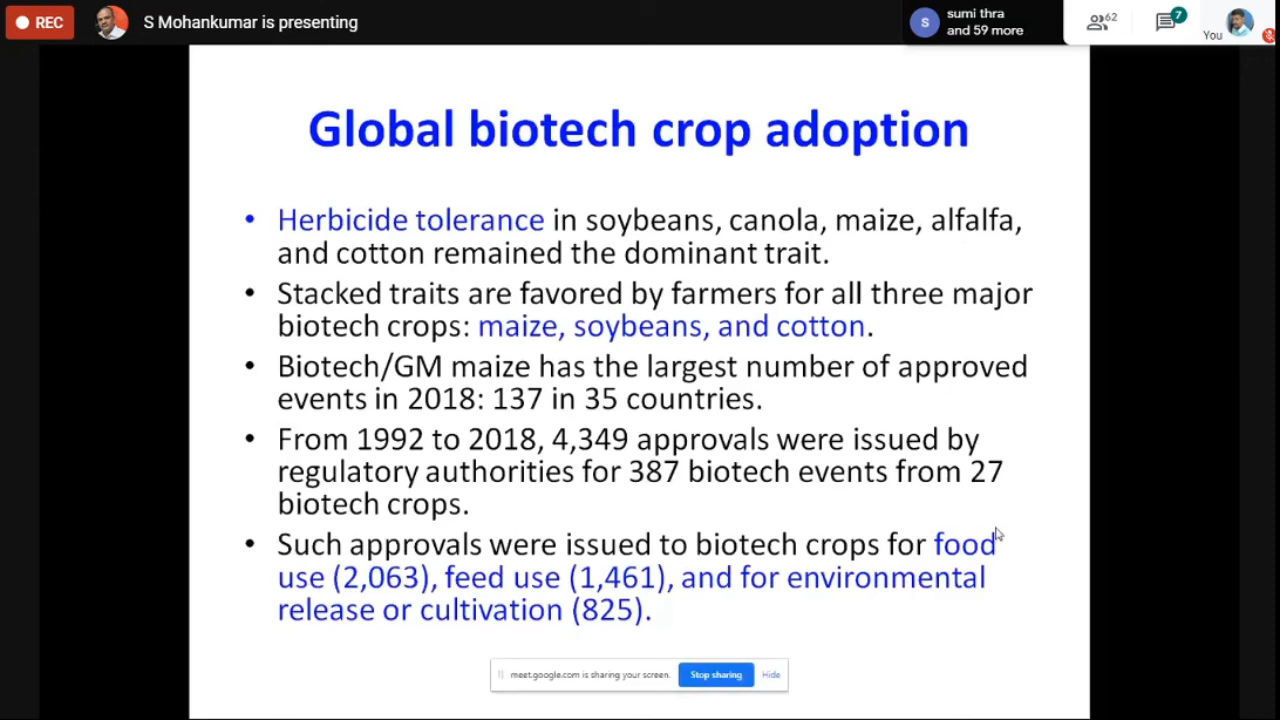 REC
S Mohankumar is presenting
S
sumi thra
and 59 more
62
7
You
Global biotech crop adoption
• Herbicide tolerance in soybeans, canola, maize, alfalfa,
and cotton remained the dominant trait.
• Stacked traits are favored by farmers for all three major
biotech crops: maize, soybeans, and cotton.
• Biotech/GM maize has the largest number of approved
events in 2018: 137 in 35 countries.
• From 1992 to 2018, 4,349 approvals were issued by
regulatory authorities for 387 biotech events from 27
biotech crops.
• Such approvals were issued to biotech crops for food
use (2,063), feed use (1,461), and for environmental
release or cultivation (825).
meet.google.com is sharing your screen. Stop sharing Hide